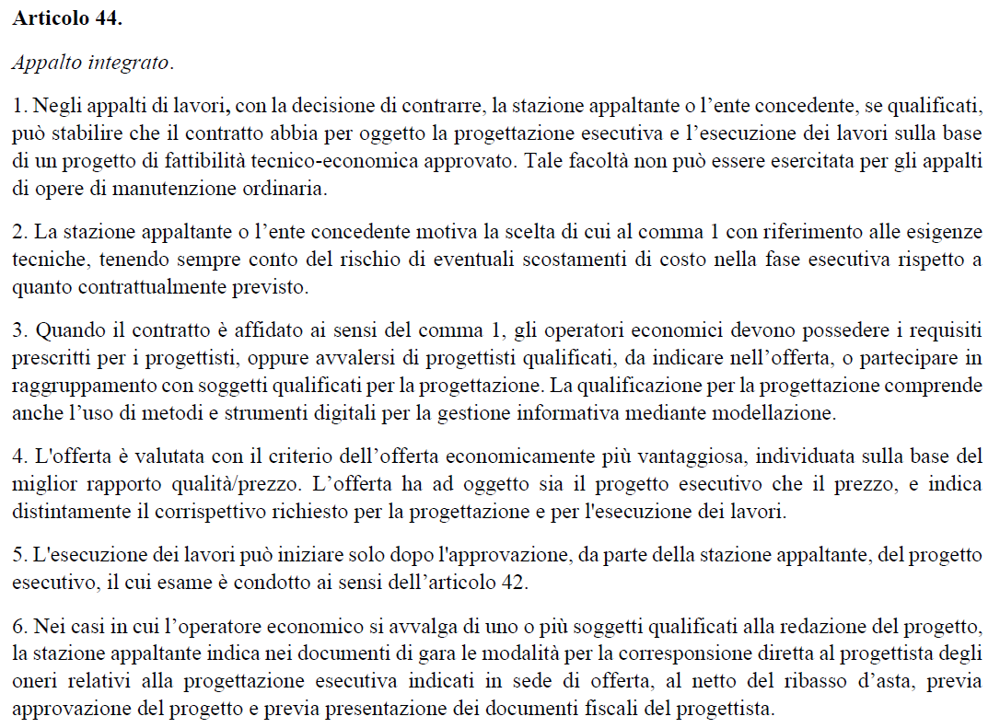 Articolo 44.
Appalto integrato.
1. Negli appalti di lavori, con la decisione di contrarre, la stazione appaltante o l’ente concedente, se qualificati,
può stabilire che il contratto abbia per oggetto la progettazione esecutiva e l’esecuzione dei lavori sulla base
di un progetto di fattibilità tecnico-economica approvato. Tale facoltà non può essere esercitata per gli appalti
di opere di manutenzione ordinaria.
2. La stazione appaltante o l’ente concedente motiva la scelta di cui al comma 1 con riferimento alle esigenze
tecniche, tenendo sempre conto del rischio di eventuali scostamenti di costo nella fase esecutiva rispetto a
quanto contrattualmente previsto.
3. Quando il contratto è affidato ai sensi del comma 1, gli operatori economici devono possedere i requisiti
prescritti per i progettisti, oppure avvalersi di progettisti qualificati, da indicare nell’offerta, o partecipare in
raggruppamento con soggetti qualificati per la progettazione. La qualificazione per la progettazione comprende
anche l’uso di metodi e strumenti digitali per la gestione informativa mediante modellazione.
4. L'offerta è valutata con il criterio dell’offerta economicamente più vantaggiosa, individuata sulla base del
miglior rapporto qualità/prezzo. L’offerta ha ad oggetto sia il progetto esecutivo che il prezzo, e indica
distintamente il corrispettivo richiesto per la progettazione e per l'esecuzione dei lavori.
5. L'esecuzione dei lavori può iniziare solo dopo l'approvazione, da parte della stazione appaltante, del progetto
esecutivo, il cui esame è condotto ai sensi dell’articolo 42.
6. Nei casi in cui l’operatore economico si avvalga di uno o più soggetti qualificati alla redazione del progetto,
la stazione appaltante indica nei documenti di gara le modalità per la corresponsione diretta al progettista degli
oneri relativi alla progettazione esecutiva indicati in sede di offerta, al netto del ribasso d’asta, previa
approvazione del progetto e previa presentazione dei documenti fiscali del progettista.